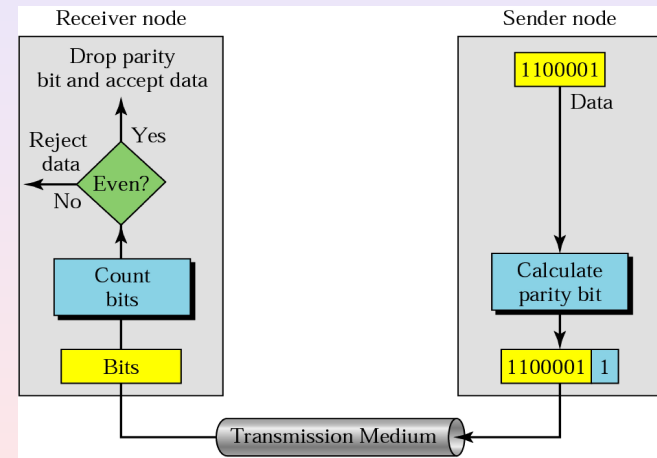 Receiver node
Drop parity
bit and accept data
Yes
Reject
data
No
Even?
Count
bits
Bits
Sender node
1100001
Data
Calculate
parity bit
1100001 1
Transmission Medium